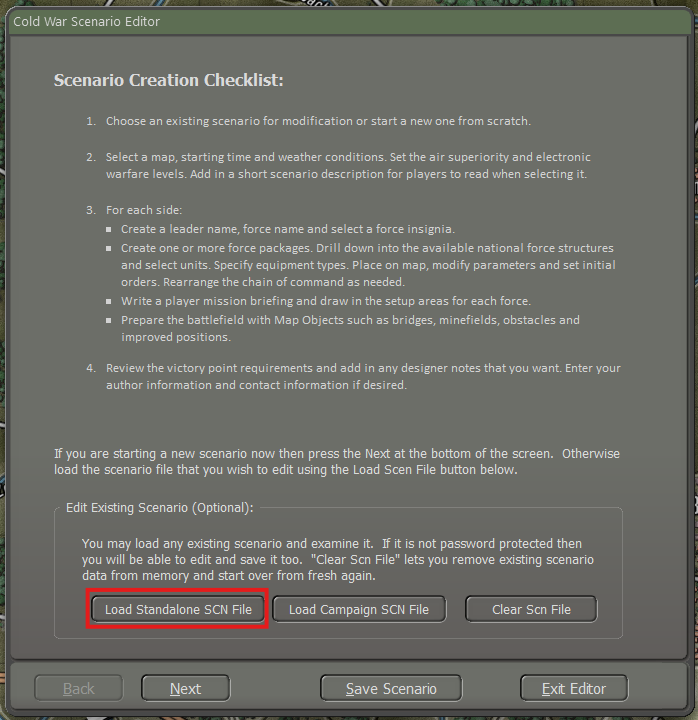 Cold War Scenario Editor
Scenario Creation Checklist:
1. Choose an existing scenario for modification or start a new one from scratch.
2. Select a map, starting time and weather conditions. Set the air superiority and electronic
warfare levels. Add in a short scenario description for players to read when selecting it.
3. For each side:
▪ Create a leader name, force name and select a force insignia.
▪ Create one or more force packages. Drill down into the available national force structures
and select units. Specify equipment types. Place on map, modify parameters and set initial
orders. Rearrange the chain of command as needed.
▪ Write a player mission briefing and draw in the setup areas for each force.
▪ Prepare the battlefield with Map Objects such as bridges, minefields, obstacles and
improved positions.
4. Review the victory point requirements and add in any designer notes that you want. Enter your
author information and contact information if desired.
If you are starting a new scenario now then press the Next at the bottom of the screen. Otherwise
load the scenario file that you wish to edit using the Load Scen File button below.
Edit Existing Scenario (Optional):
You may load any existing scenario and examine it. If it is not password protected then
you will be able to edit and save it too. "Clear Scn File" lets you remove existing scenario
data from memory and start over from fresh again.
Load Standalone SCN File Load Campaign SCN File Clear Scn File
Back Next Save Scenario Exit Editor